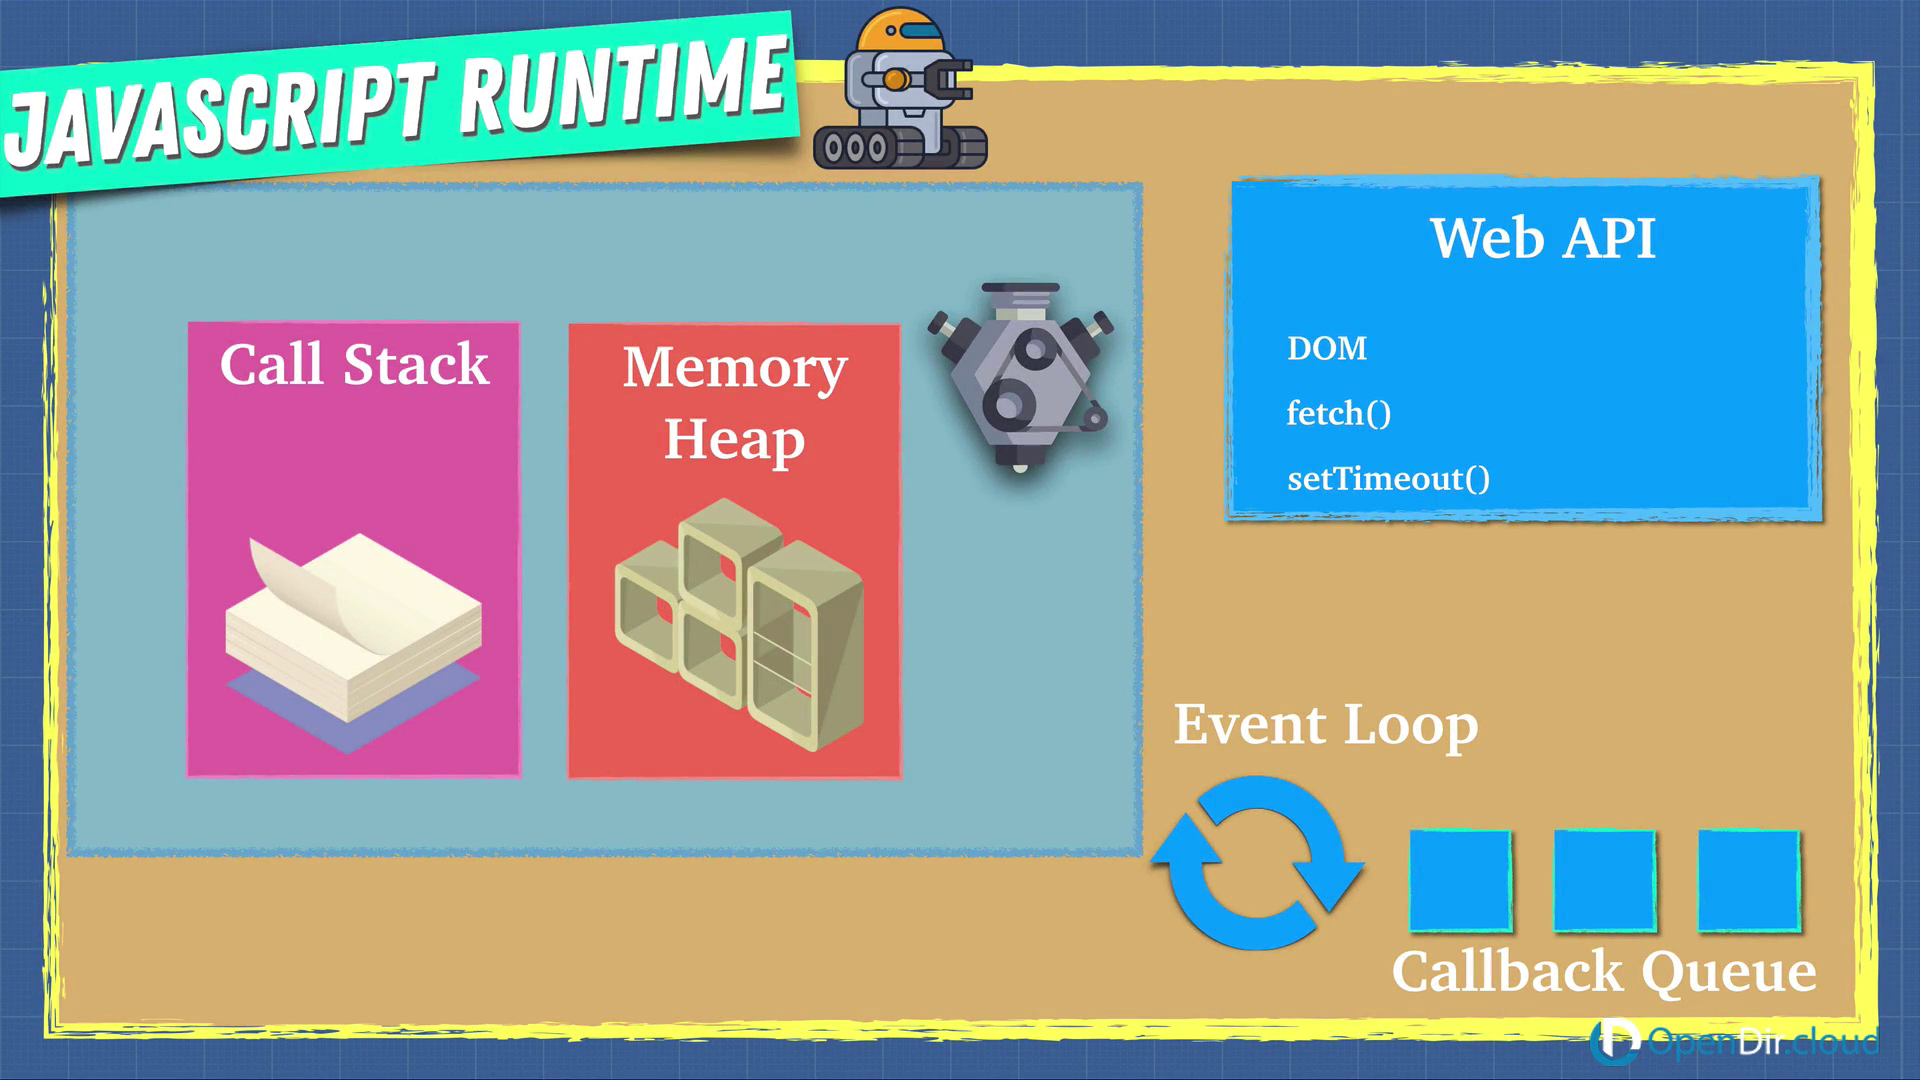 JAVASCRIPT RUNTIME
Web API
DOM
fetch()
setTimeout()
Call Stack
Memory
Heap
Event Loop
Callback Queue
OpenDir.cloud